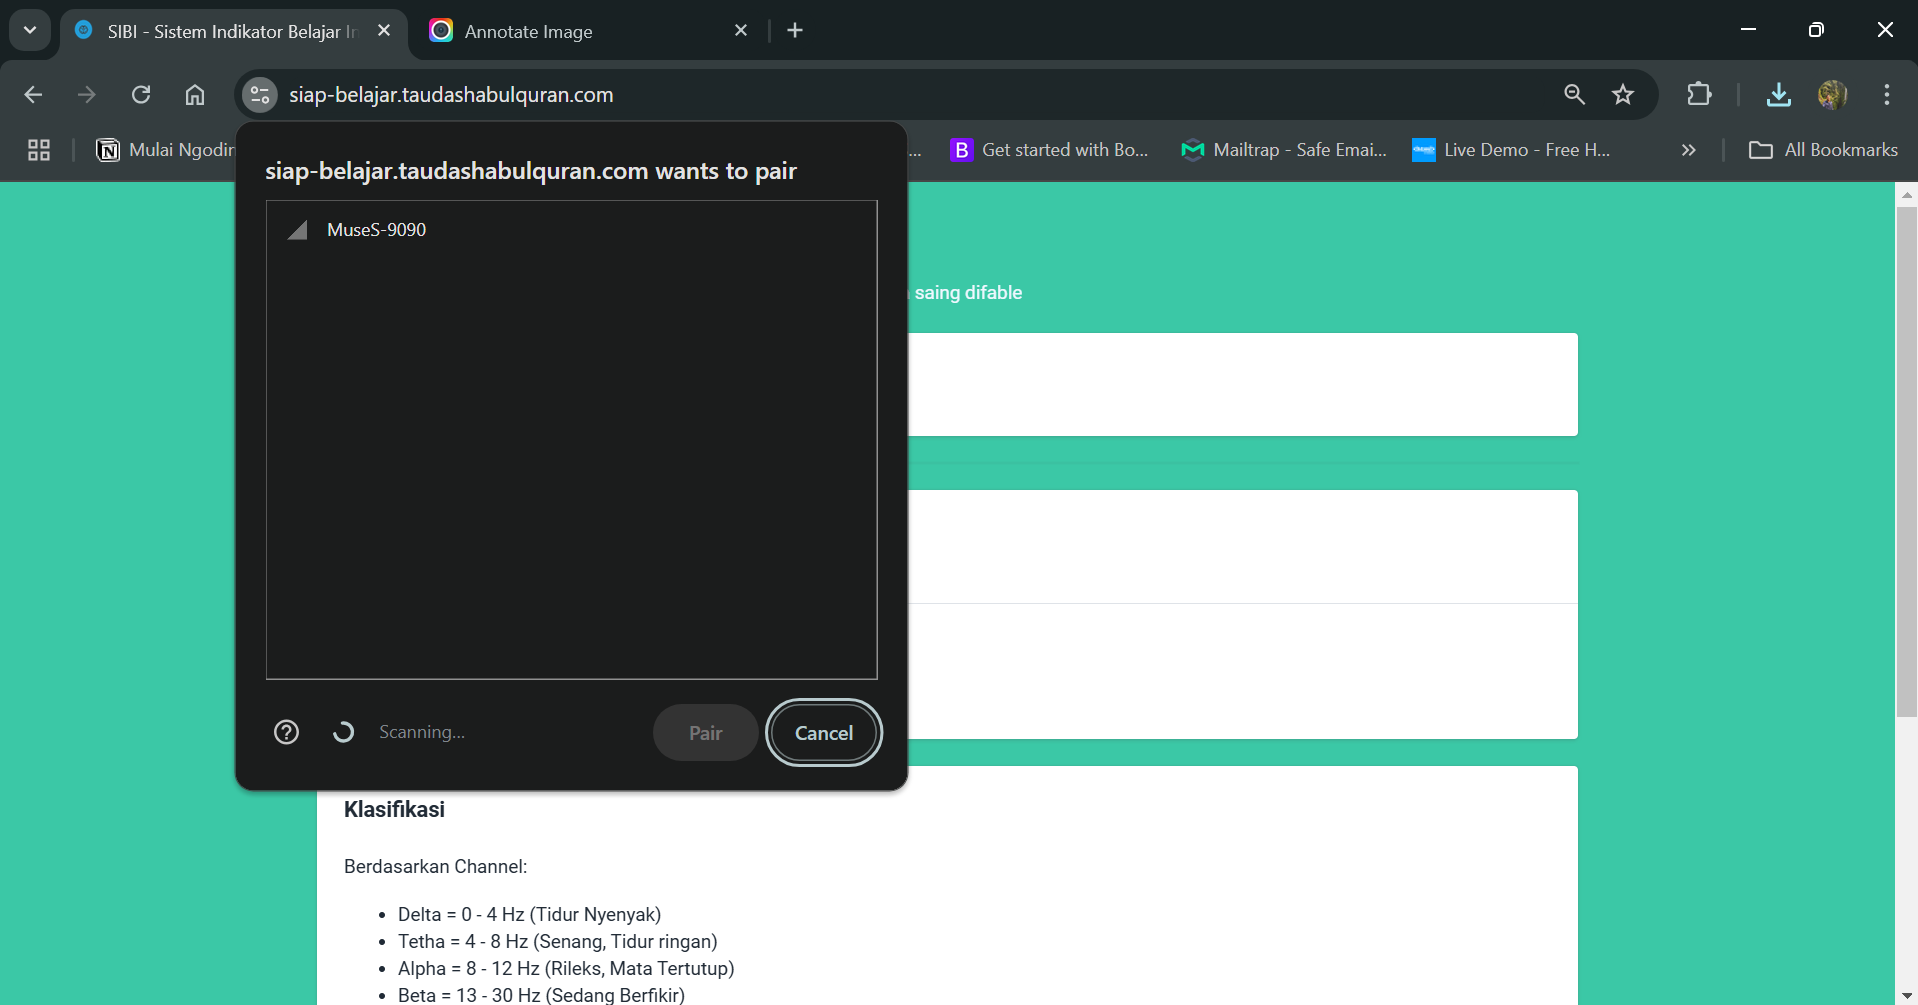 SIBI - Sistem Indikator Belajar
Annotate Image
siap-belajar.taudashabulquran.com
Mulai Ngodin
...
B Get started with Bo...
Mailtrap - Safe Emai...
Live Demo - Free H...
All Bookmarks
siap-belajar.taudashabulquran.com wants to pair
MuseS-9090
saing difable
Scanning...
Pair
Cancel
Klasifikasi
Berdasarkan Channel:
• Delta = 0 - 4 Hz (Tidur Nyenyak)
• Tetha = 4 - 8 Hz (Senang, Tidur ringan)
• Alpha = 8 - 12 Hz (Rileks, Mata Tertutup)
• Beta = 13 - 30 Hz (Sedang Berfikir)